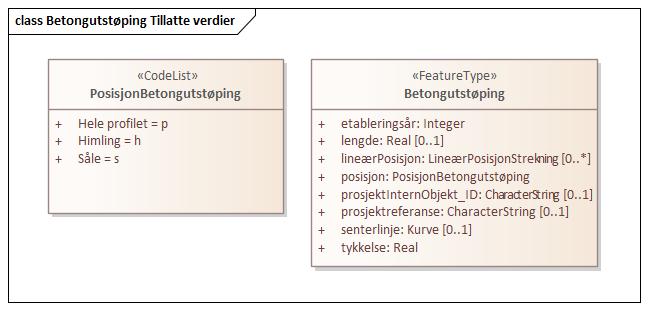 class Betongutstøping Tillatte verdier
«CodeList»
PosisjonBetongutstøping
+ Hele profilet = p
+ Himling = h
+ Såle = s
«FeatureType»
Betongutstøping
+ etableringsår: Integer
+ lengde: Real [0..1]
+ lineærPosisjon: LineærPosisjonStrekning [0..*]
+ posisjon: PosisjonBetongutstøping
+ prosjektInternObjekt_ID: CharacterString [0..1]
+ prosjektreferanse: CharacterString [0..1]
+ senterlinje: Kurve [0..1]
+ tykkelse: Real